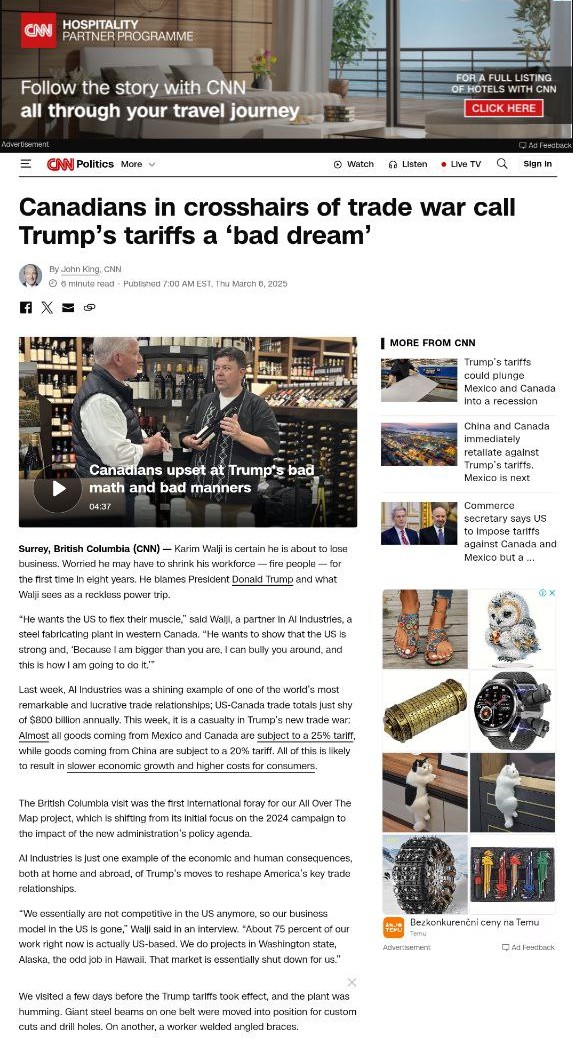 CNN HOSPITALITY
PARTNER PROGRAMME
Follow the story with CNN
all through your travel journey
FOR A FULL LISTING
OF HOTELS WITH CNN
CLICK HERE
Advertisement
Ad Feedback
CNN Politics More
Watch Listen Live TV Sign in
Canadians in crosshairs of trade war call
Trump's tariffs a 'bad dream'
By John King, CNN
6 minute read · Published 7:00 AM EST, Thu March 6, 2025
Canadians upset at Trump's bad
math and bad manners
04:37
Surrey, British Columbia (CNN) — Karim Walji is certain he is about to lose
business. Worried he may have to shrink his workforce — fire people — for
the first time in eight years. He blames President Donald Trump and what
Walji sees as a reckless power trip.
“He wants the US to flex their muscle,” said Walji, a partner in AI Industries, a
steel fabricating plant in western Canada. “He wants to show that the US is
strong and, ‘Because I am bigger than you are, I can bully you around, and
this is how I am going to do it.’”
Last week, AI Industries was a shining example of one of the world's most
remarkable and lucrative trade relationships; US-Canada trade totals just shy
of $800 billion annually. This week, it is a casualty in Trump's new trade war:
Almost all goods coming from Mexico and Canada are subject to a 25% tariff,
while goods coming from China are subject to a 20% tariff. All of this is likely
to result in slower economic growth and higher costs for consumers.
The British Columbia visit was the first international foray for our All Over The
Map project, which is shifting from its initial focus on the 2024 campaign to
the impact of the new administration's policy agenda.
AI Industries is just one example of the economic and human consequences,
both at home and abroad, of Trump's moves to reshape America's key trade
relationships.
“We essentially are not competitive in the US anymore, so our business
model in the US is gone,” Walji said in an interview. “About 75 percent of our
work right now is actually US-based. We do projects in Washington state,
Alaska, the odd job in Hawaii. That market is essentially shut down for us.”
We visited a few days before the Trump tariffs took effect, and the plant was
humming. Giant steel beams on one belt were moved into position for custom
cuts and drill holes. On another, a worker welded angled braces.
MORE FROM CNN
Trump's tariffs
could plunge
Mexico and Canada
into a recession
China and Canada
immediately
retaliate against
Trump's tariffs.
Mexico is next
Commerce
secretary says US
to impose tariffs
against Canada and
Mexico but a ...
TEMU
Bezkonkurenční ceny na Temu
Temu
Advertisement
Ad Feedback